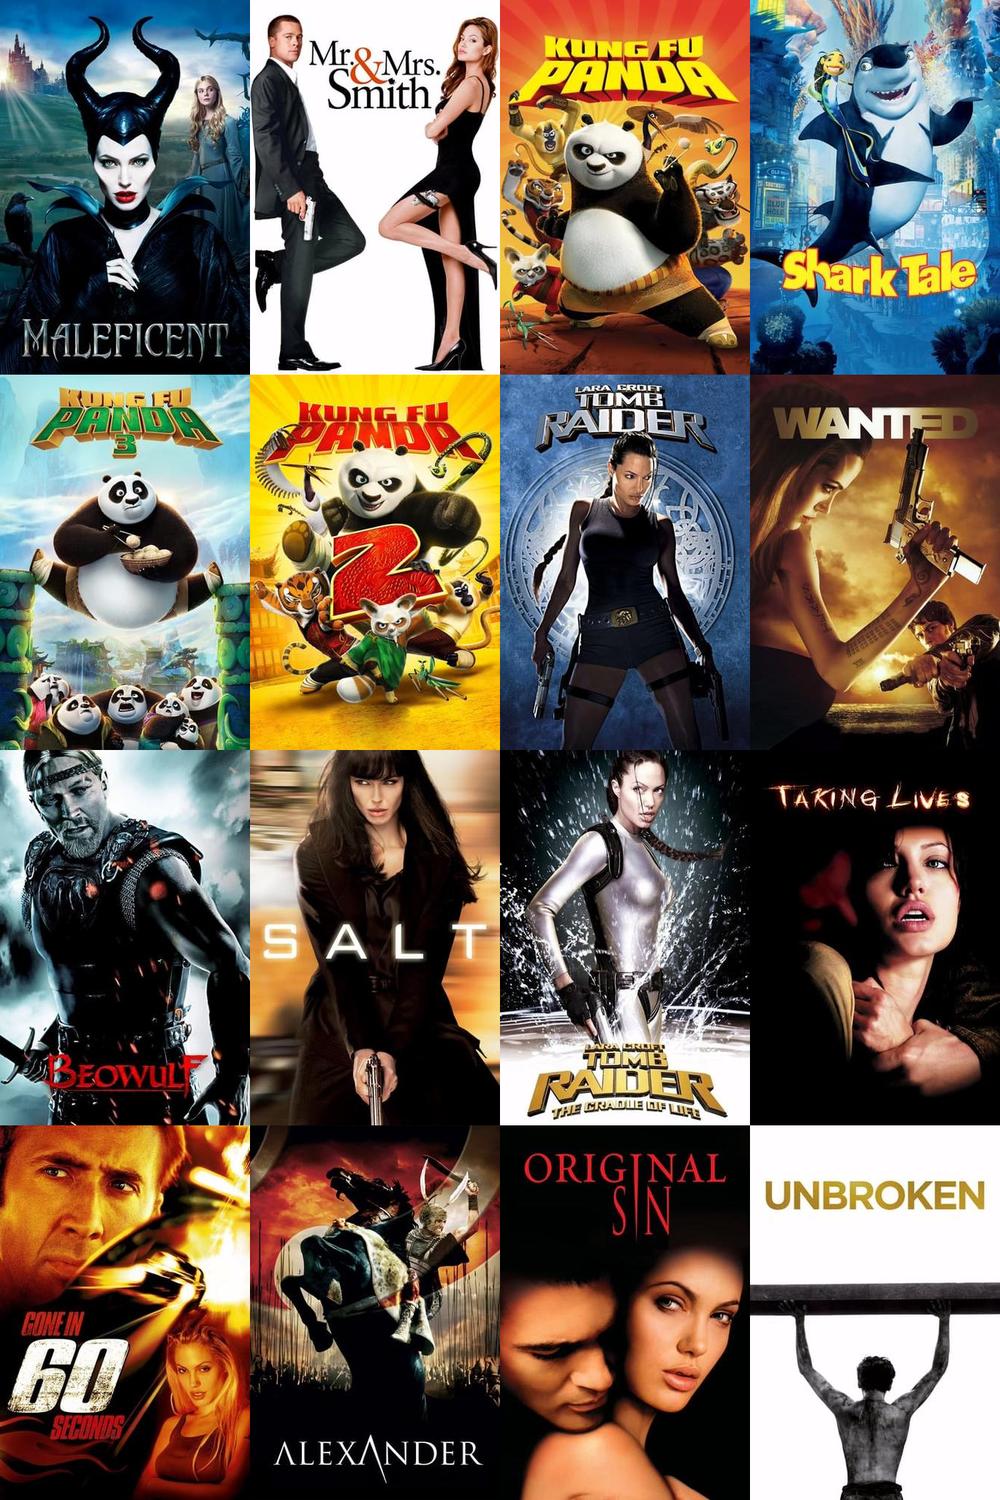 MALEFICENT
Mr. & Mrs.
Smith
KUNG FU
PANDA
Shark Tale
KUNG FU
PANDA
3
KUNG FU
PANDA
2
LARA CROFT
TOMB
RAIDER
WANTED
BEOWULF
SALT
LARA CROFT
TOMB
RAIDER
THE CRADLE OF LIFE
TAKING LIVES
GONE IN
60
SECONDS
ALEXANDER
ORIGINAL
SIN
UNBROKEN